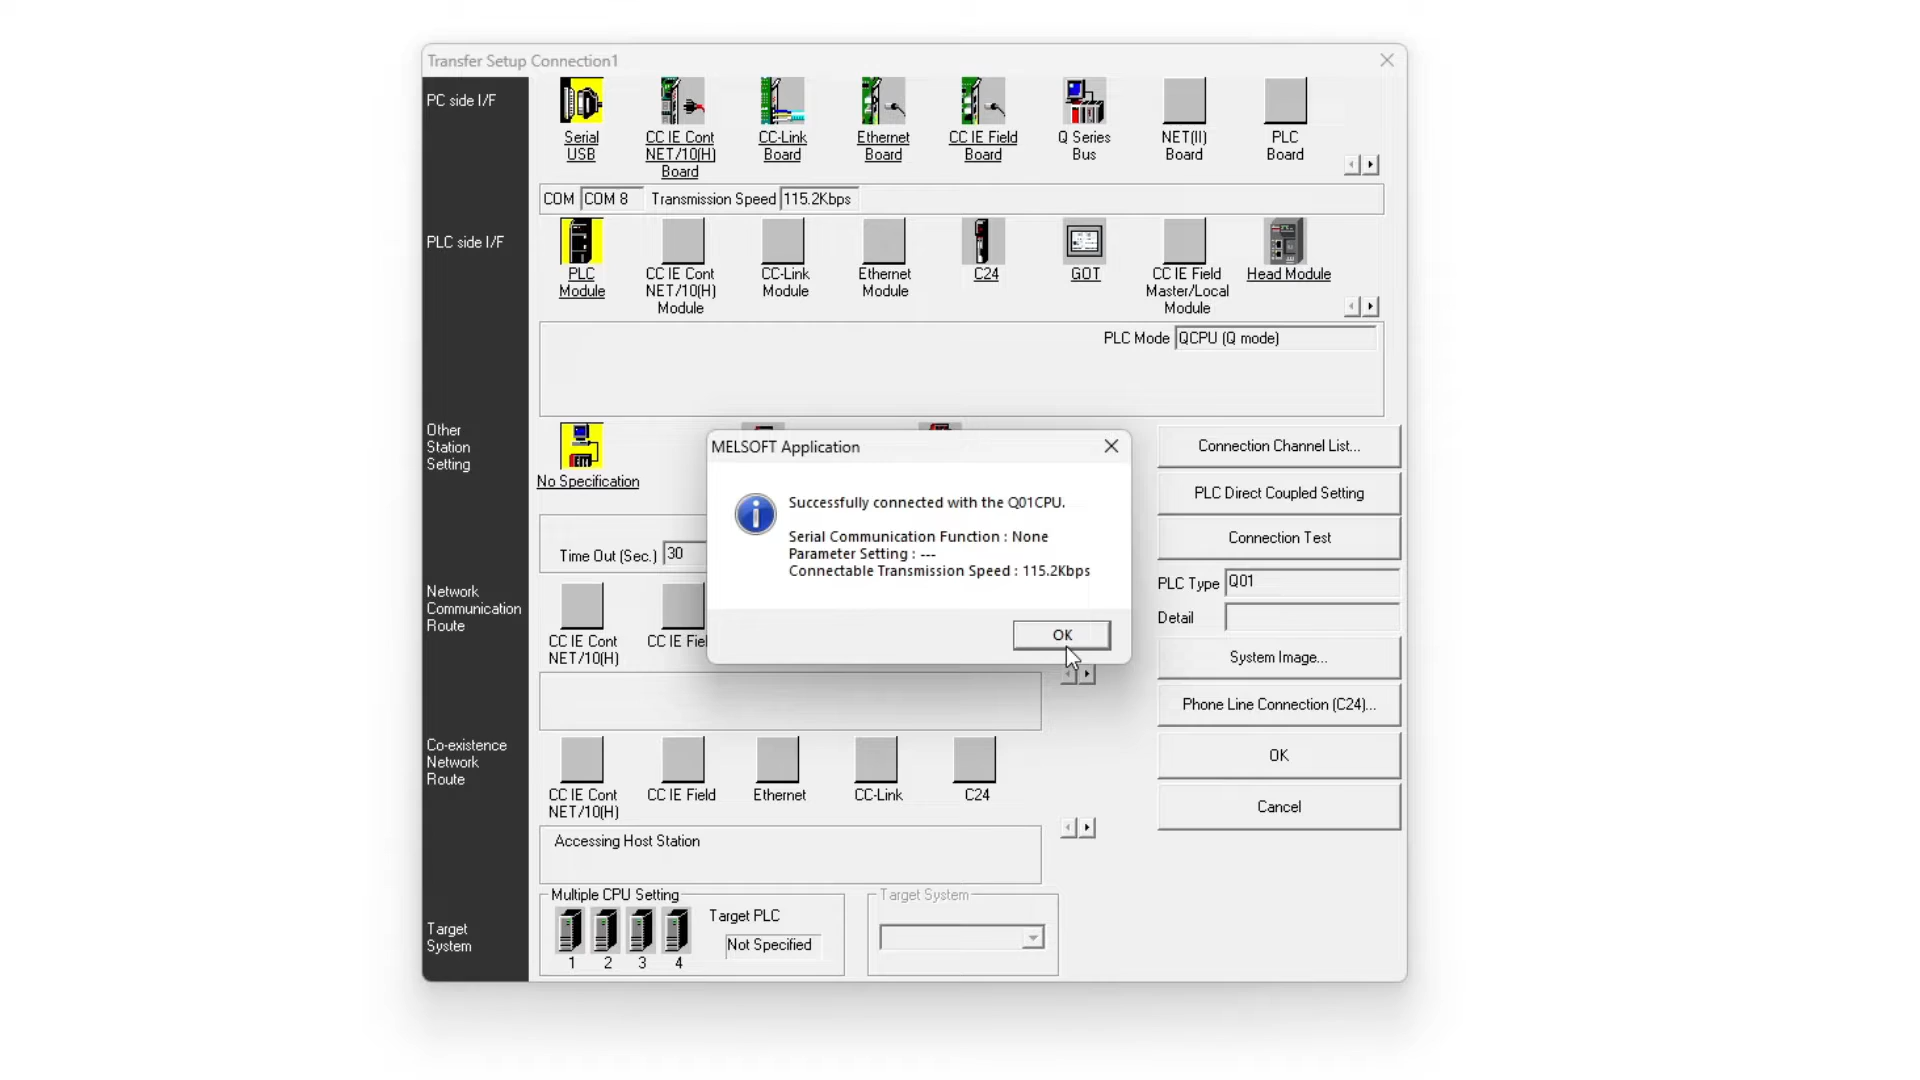 Transfer Setup Connection1
PC side I/F
Serial
USB
CC IE Cont
NET/10(H)
Board
CC-Link
Board
Ethernet
Board
CC IE Field
Board
Q Series
Bus
NET(II)
Board
PLC
Board
COM COM 8 Transmission Speed 115.2Kbps
PLC side I/F
PLC
Module
CC IE Cont
NET/10(H)
Module
CC-Link
Module
Ethernet
Module
C24
GOT
CC IE Field
Master/Local
Module
Head Module
PLC Mode QCPU (Q mode)
Other
Station
Setting
No Specification
Time Out (Sec.) 30
MELSOFT Application
Successfully connected with the Q01CPU.
Serial Communication Function : None
Parameter Setting : ---
Connectable Transmission Speed : 115.2Kbps
OK
Connection Channel List...
PLC Direct Coupled Setting
Connection Test
PLC Type Q01
Detail
System Image...
Phone Line Connection (C24)...
OK
Cancel
Network
Communication
Route
CC IE Cont
NET/10(H)
CC IE Fiel
Co-existence
Network
Route
CC IE Cont
NET/10(H)
CC IE Field
Ethernet
CC-Link
C24
Accessing Host Station
Target
System
Multiple CPU Setting
1 2 3 4
Target PLC
Not Specified
Target System